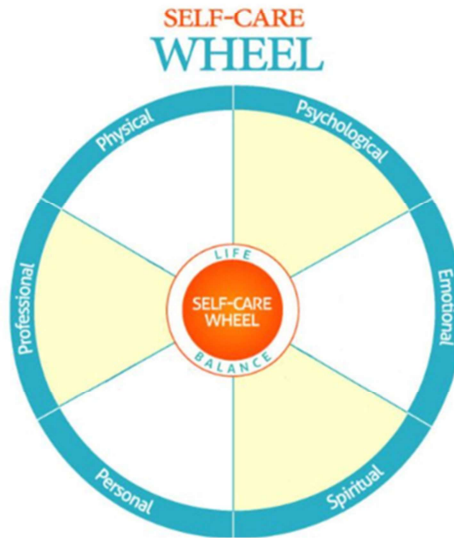 SELF-CARE
WHEEL
Physical
Psychological
Professional
LIFE
SELF-CARE
WHEEL
BALANCE
Emotional
Personal
Spiritual